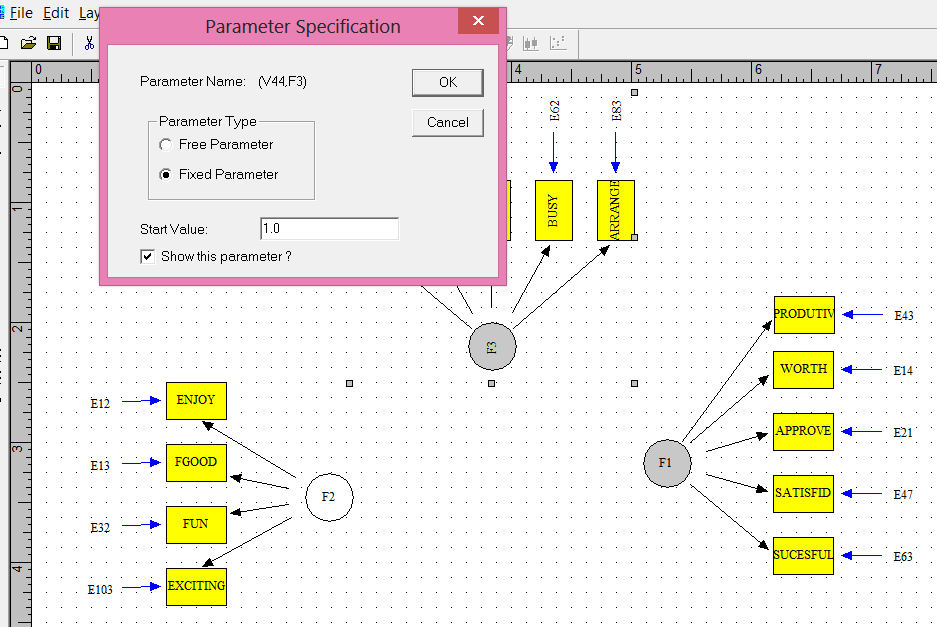 File Edit Lay
Parameter Specification
Parameter Name: (V44,F3)
OK
Cancel
Parameter Type
Free Parameter
Fixed Parameter
Start Value: 1.0
Show this parameter ?
0 4 5 6 7
0
1
2
3
4
E62
E83
BUSY
ARRANGE
F3
PRODUTIV
E43
WORTH
E14
APPROVE
E21
SATISFID
E47
SUCESFUL
E63
F1
E12
ENJOY
E13
FGOOD
E32
FUN
E103
EXCITING
F2